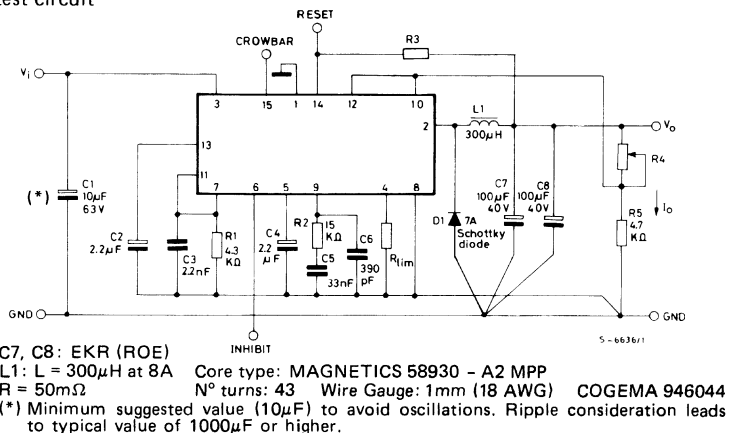 test circuit
RESET
CROWBAR
R3
Vi
3
15
1
14
12
10
2
L1
300µH
Vo
13
11
R4
(*)
C1
10µF
63V
7
6
5
9
4
8
C7
100µF
40V
C8
100µF
40V
Io
C2
2.2µF
C3
2.2nF
R1
4.3
KΩ
C4
2.2
µF
R2
15
KΩ
C5
33nF
C6
390
pF
Rlim
D1
7A
Schottky
diode
R5
4.7
KΩ
GND
GND
INHIBIT
S-6636/1
C7, C8: EKR (ROE)
L1: L = 300µH at 8A Core type: MAGNETICS 58930 - A2 MPP
R = 50mΩ N° turns: 43 Wire Gauge: 1mm (18 AWG) COGEMA 946044
(*) Minimum suggested value (10µF) to avoid oscillations. Ripple consideration leads
to typical value of 1000µF or higher.